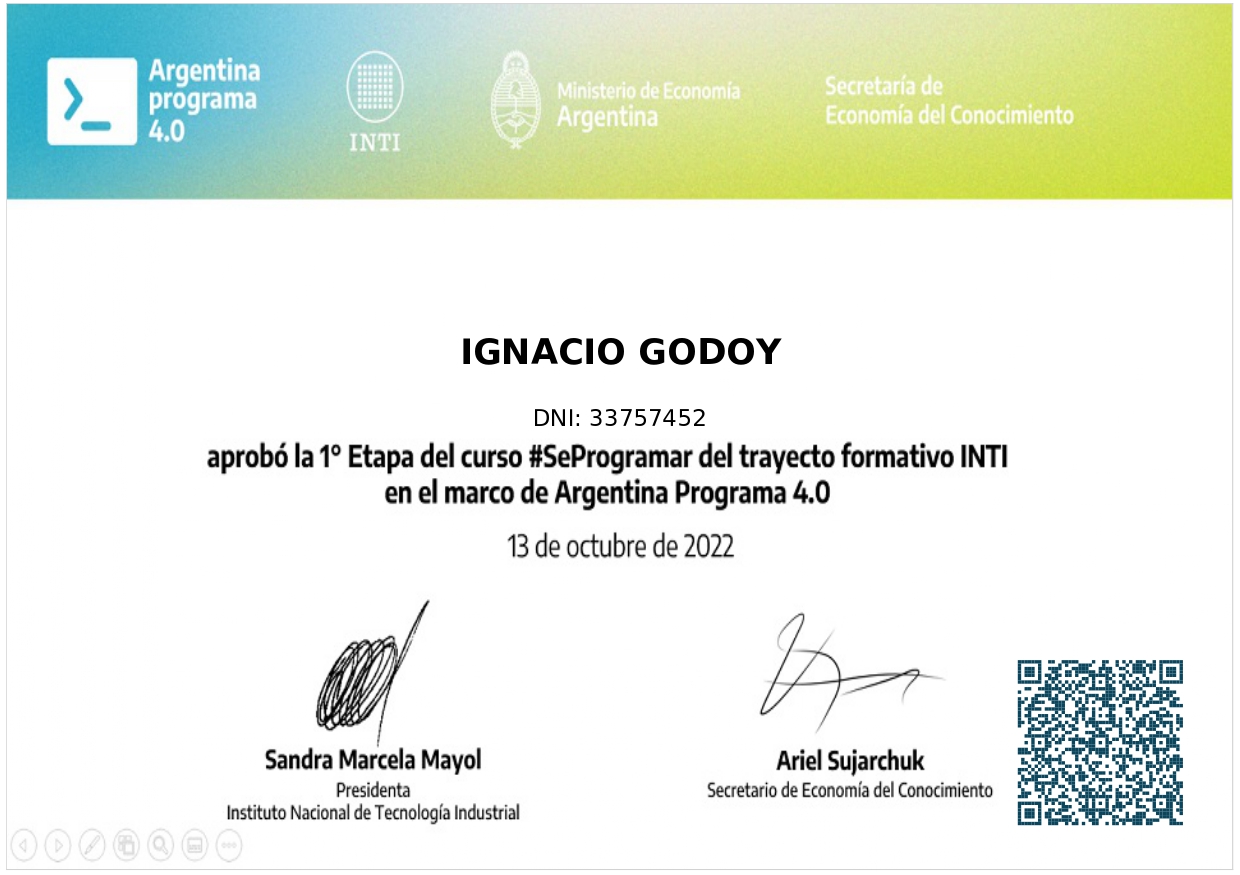 Argentina
programa
4.0
INTI
Ministerio de Economía
Argentina
Secretaría de
Economía del Conocimiento
IGNACIO GODOY
DNI: 33757452
aprobó la 1° Etapa del curso #SeProgramar del trayecto formativo INTI
en el marco de Argentina Programa 4.0
13 de octubre de 2022
Sandra Marcela Mayol
Presidenta
Instituto Nacional de Tecnología Industrial
Ariel Sujarchuk
Secretario de Economía del Conocimiento